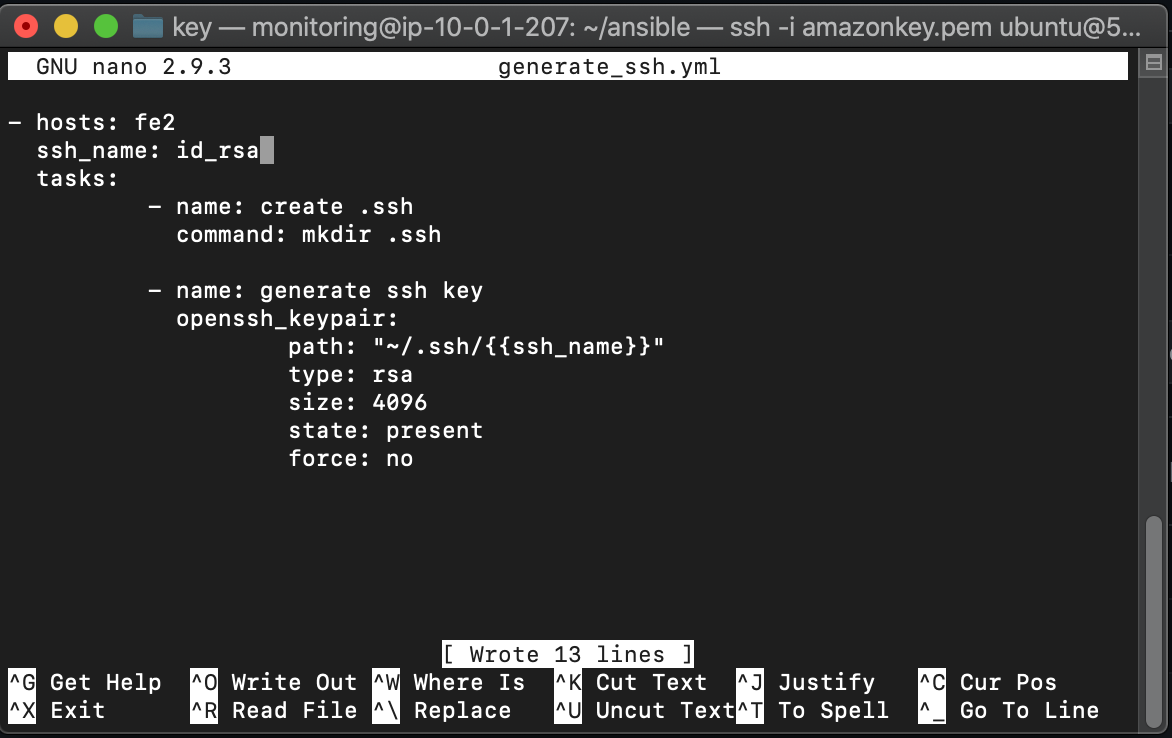 key — monitoring@ip-10-0-1-207: ~/ansible — ssh -i amazonkey.pem ubuntu@5...
GNU nano 2.9.3 generate_ssh.yml
- hosts: fe2
  ssh_name: id_rsa
  tasks:
          - name: create .ssh
            command: mkdir .ssh
          - name: generate ssh key
            openssh_keypair:
                    path: "~/.ssh/{{ssh_name}}"
                    type: rsa
                    size: 4096
                    state: present
                    force: no
[ Wrote 13 lines ]
^G Get Help ^O Write Out ^W Where Is ^K Cut Text ^J Justify ^C Cur Pos
^X Exit ^R Read File ^\ Replace ^U Uncut Text ^T To Spell ^_ Go To Line